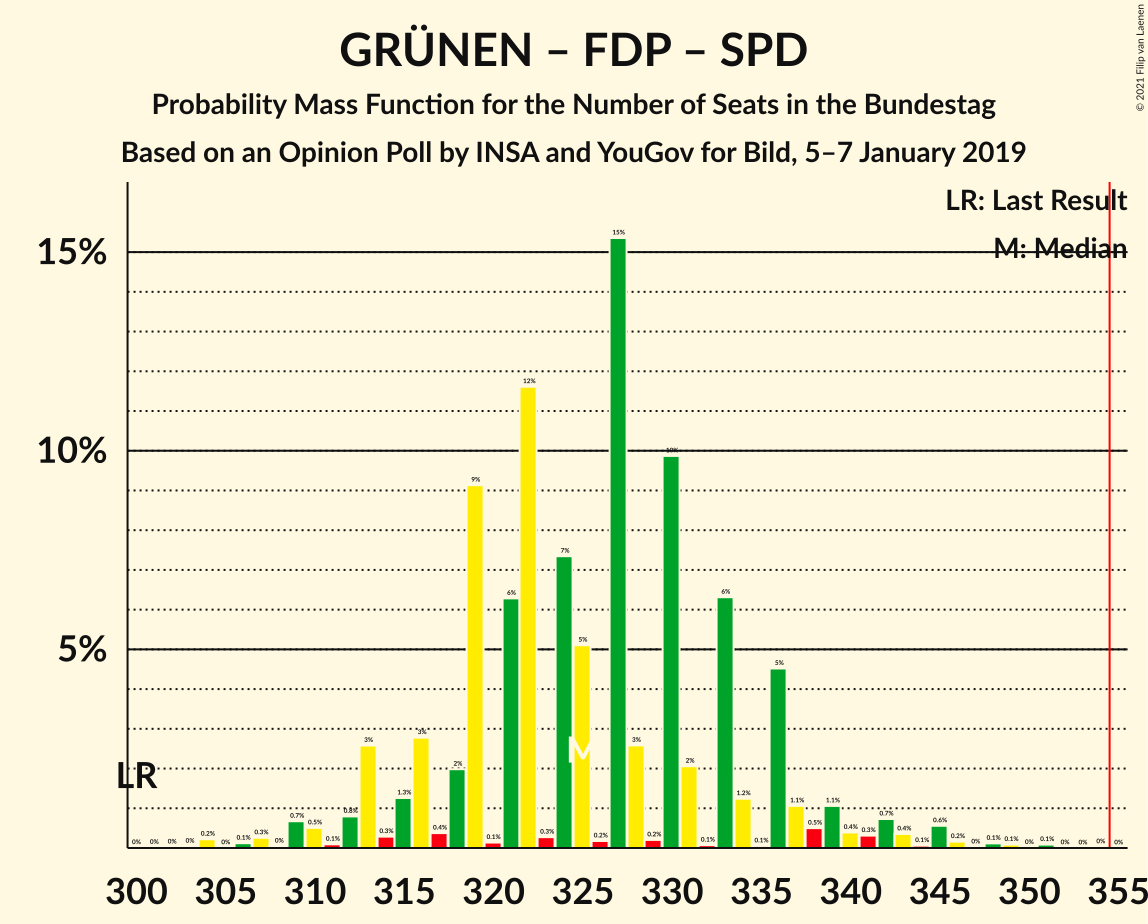 GRÜNEN – FDP – SPD
Probability Mass Function for the Number of Seats in the Bundestag
Based on an Opinion Poll by INSA and YouGov for Bild, 5–7 January 2019
© 2021 Filip van Laenen
LR: Last Result
M: Median
15%
10%
5%
LR
M
0% 0% 0% 0% 0.2% 0% 0.1% 0.3% 0% 0.7% 0.5% 0.1% 0.8% 3% 0.3% 1.3% 3% 0.4% 2% 9% 0.1% 6% 12% 0.3% 7% 5% 0.2% 15% 3% 0.2% 10% 2% 0.1% 6% 1.2% 0.1% 5% 1.1% 0.5% 1.1% 0.4% 0.3% 0.7% 0.4% 0.1% 0.6% 0.2% 0% 0.1% 0.1% 0% 0.1% 0% 0% 0% 0%
300 305 310 315 320 325 330 335 340 345 350 355